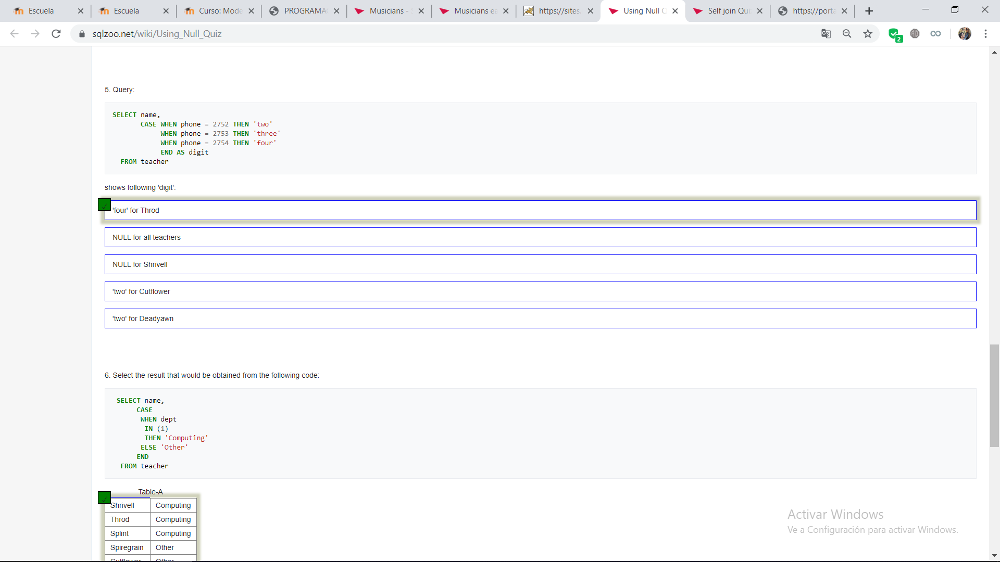 Escuela
Escuela
Curso: Mode
PROGRAMA
Musicians -
Musicians ea
https://sites.
Using Null Q
Self join Qui
https://porta
sqlzoo.net/wiki/Using_Null_Quiz
2
5. Query:
SELECT name,
CASE WHEN phone = 2752 THEN 'two'
WHEN phone = 2753 THEN 'three'
WHEN phone = 2754 THEN 'four'
END AS digit
FROM teacher
shows following 'digit':
'four' for Throd
NULL for all teachers
NULL for Shrivell
'two' for Cutflower
'two' for Deadyawn
6. Select the result that would be obtained from the following code:
SELECT name,
CASE
WHEN dept
IN (1)
THEN 'Computing'
ELSE 'Other'
END
FROM teacher
Table-A
Shrivell Computing
Throd Computing
Splint Computing
Spiregrain Other
Cutflower Other
Activar Windows
Ve a Configuración para activar Windows.